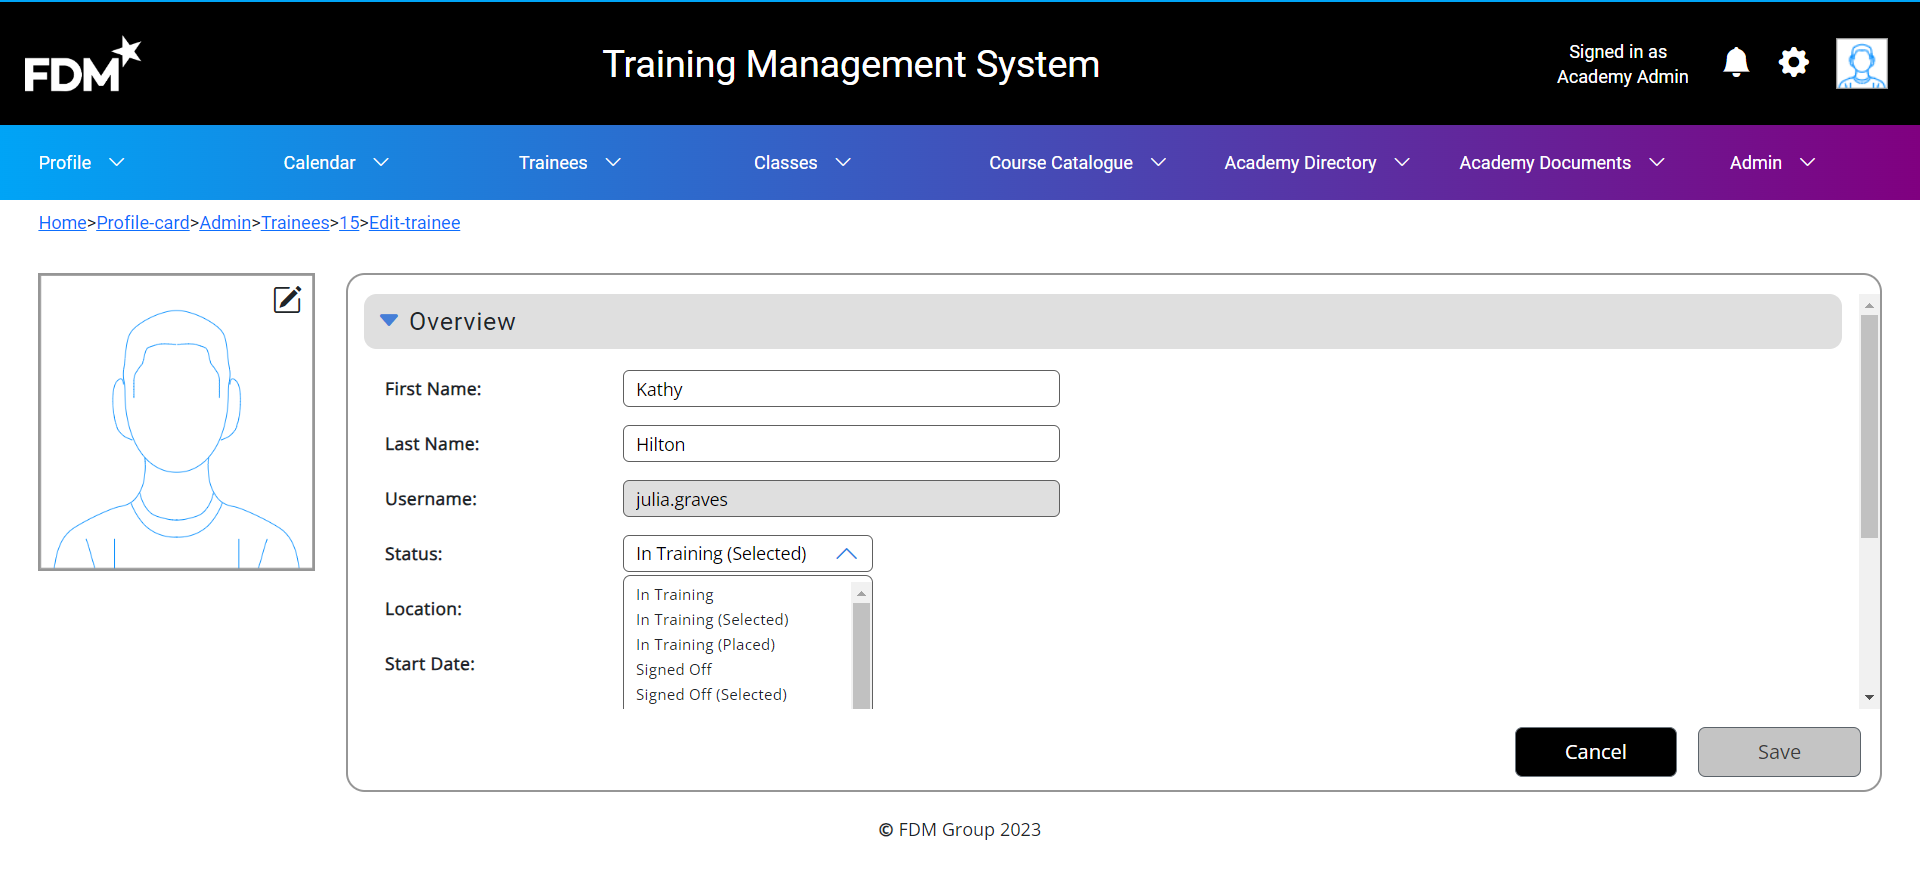 FDM
Training Management System
Signed in as
Academy Admin
Profile Calendar Trainees Classes Course Catalogue Academy Directory Academy Documents Admin
Home>Profile-card>Admin>Trainees>15>Edit-trainee
Overview
First Name: Kathy
Last Name: Hilton
Username: julia.graves
Status: In Training (Selected)
In Training
Location:
In Training (Selected)
In Training (Placed)
Start Date:
Signed Off
Signed Off (Selected)
Cancel Save
© FDM Group 2023